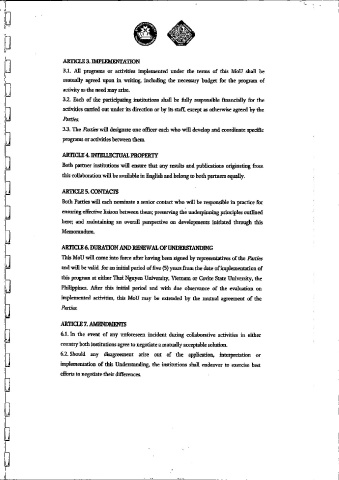 ARTICLE 3. IMPLEMENTATION
3.1. All programs or activities implemented under the terms of this MoU shall be
mutually agreed upon in writing, including the necessary budget for the program of
activity as the need may arise.
3.2. Each of the participating institutions shall be fully responsible financially for the
activities carried out under its direction or by its staff, except as otherwise agreed by the
Parties.
3.3. The Parties will designate one officer each who will develop and coordinate specific
programs or activities between them.
ARTICLE 4. INTELLECTUAL PROPERTY
Both partner institutions will ensure that any results and publications originating from
this collaboration will be available in English and belong to both partners equally.
ARTICLE 5. CONTACTS
Both Parties will each nominate a senior contact who will be responsible in practice for
ensuring effective liaison between them; preserving the underpinning principles outlined
here; and maintaining an overall perspective on developments initiated through this
Memorandum.
ARTICLE 6. DURATION AND RENEWAL OF UNDERSTANDING
This MoU will come into force after having been signed by representatives of the Parties
and will be valid for an initial period of five (5) years from the date of implementation of
this program at either Thai Nguyen University, Vietnam or Cavite State University, the
Philippines. After this initial period and with due observance of the evaluation on
implemented activities, this MoU may be extended by the mutual agreement of the
Parties.
ARTICLE 7. AMENDMENTS
6.1. In the event of any unforeseen incident during collaborative activities in either
country both institutions agree to negotiate a mutually acceptable solution.
6.2. Should any disagreement arise out of the application, interpretation or
implementation of this Understanding, the institutions shall endeavor to exercise best
efforts to negotiate their differences.